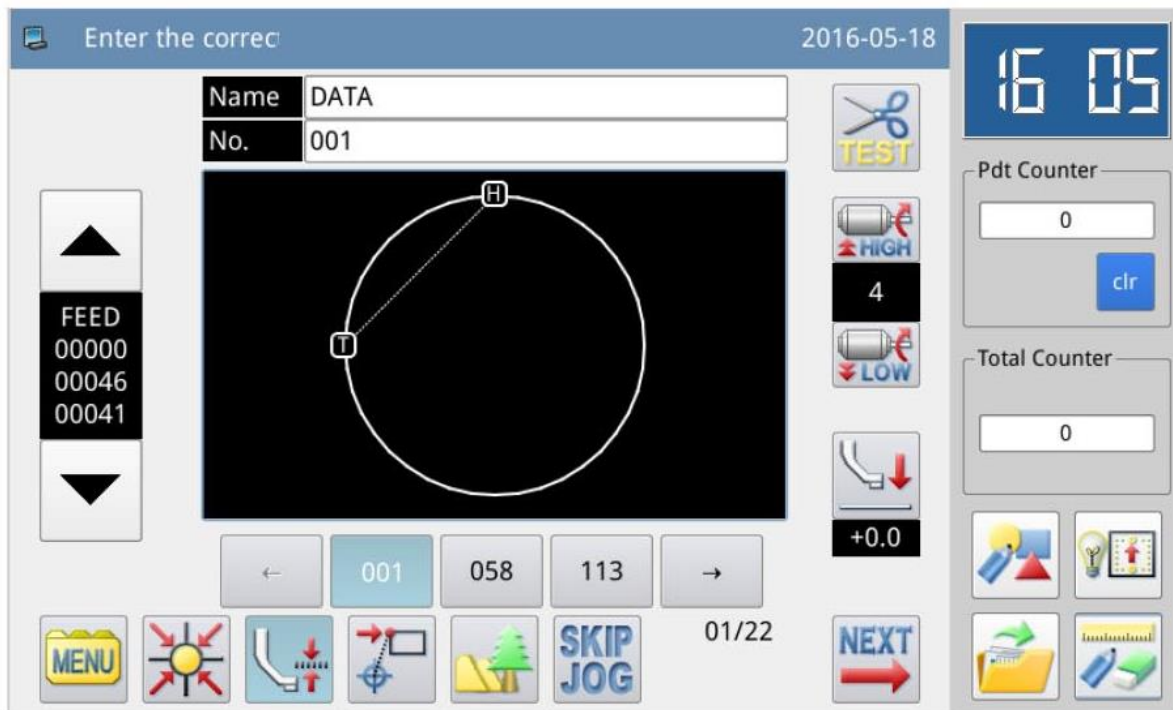 Enter the correc
2016-05-18
16 05
Name DATA
No. 001
TEST
Pdt Counter
0
clr
HIGH
4
LOW
H
T
FEED
00000
00046
00041
Total Counter
0
+0.0
← 001 058 113 →
01/22
MENU
SKIP
JOG
NEXT